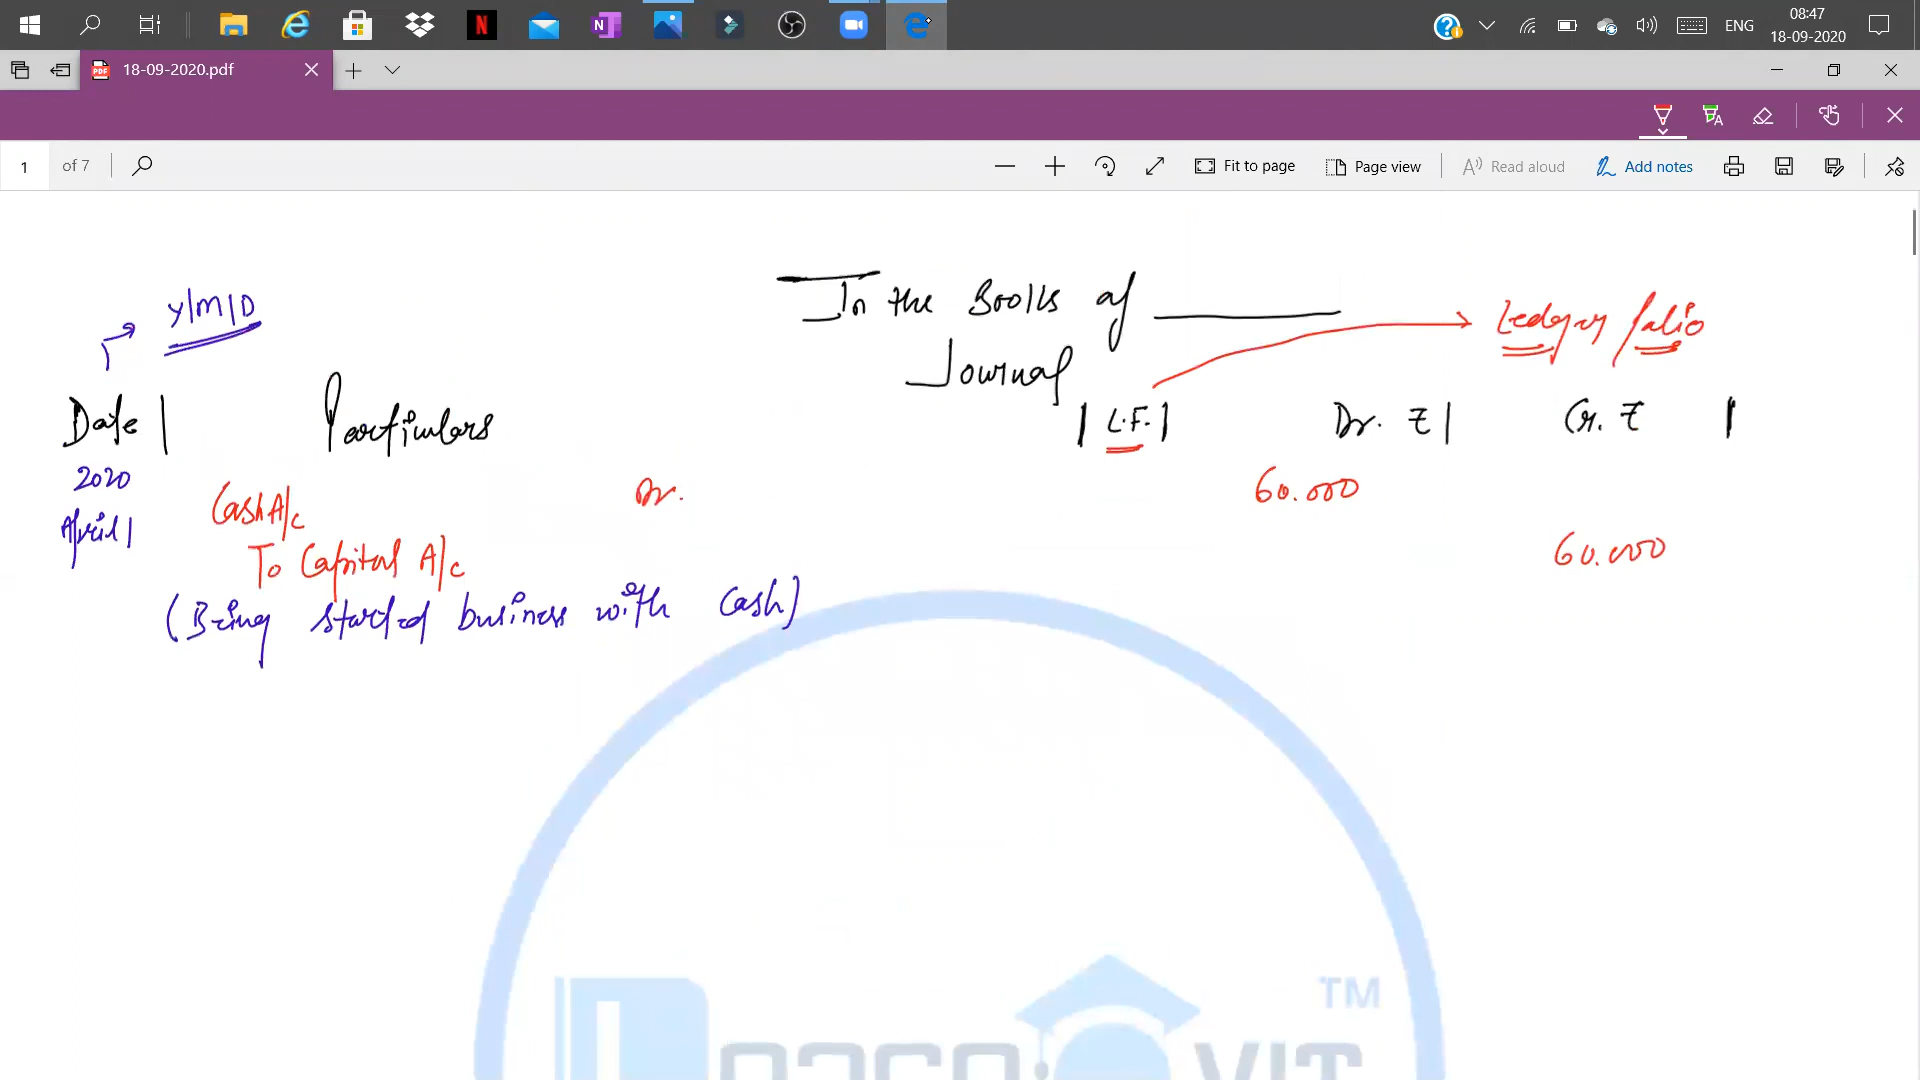 08:47
ENG
18-09-2020
18-09-2020.pdf
1 of 7
Fit to page
Page view
Read aloud
Add notes
In the Books of
Y/M/D
Ledger folio
Journal
Date | Particulars | L.F. | Dr. ₹ | Cr. ₹ |
2020
Cash A/c Dr. 60.000
April 1
To Capital A/c 60.000
(Being started business with Cash)
TM